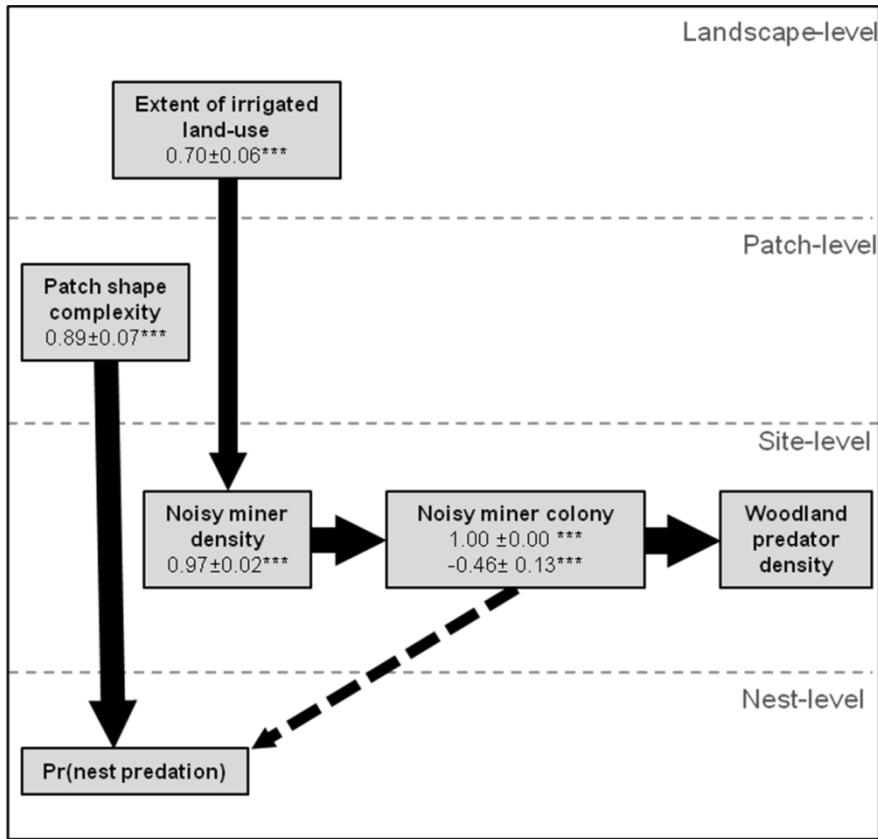 Landscape-level
Extent of irrigated
land-use
0.70±0.06***
Patch-level
Patch shape
complexity
0.89±0.07***
Site-level
Noisy miner
density
0.97±0.02***
Noisy miner colony
1.00 ±0.00 ***
-0.46± 0.13***
Woodland
predator
density
Nest-level
Pr(nest predation)